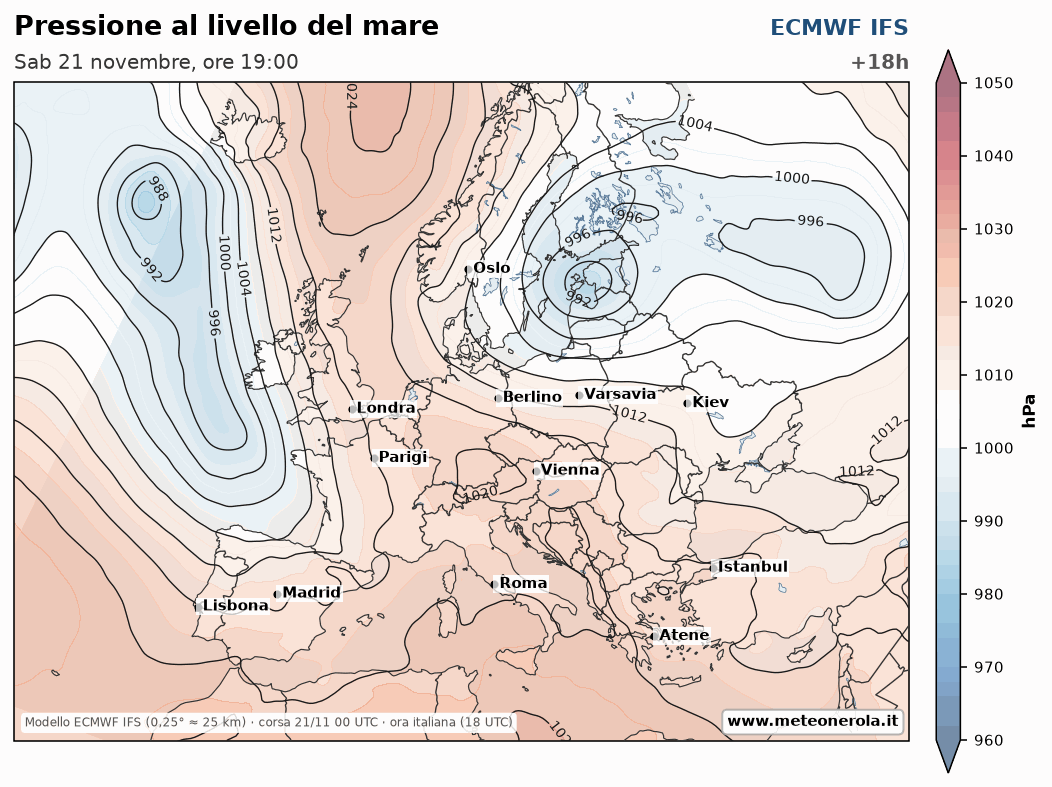 Pressione al livello del mare
ECMWF IFS
Sab 21 novembre, ore 19:00
+18h
1050
1040
1030
1020
1010
1000
990
980
970
960
hPa
024
1004
988
1000
996
996
1012
996
992
1000
1004
Oslo
992
996
Berlino
Varsavia
Kiev
Londra
1012
1012
Parigi
Vienna
1012
1020
Istanbul
Roma
Madrid
Lisbona
Atene
Modello ECMWF IFS (0,25° ≈ 25 km) · corsa 21/11 00 UTC · ora italiana (18 UTC)
102
www.meteonerola.it